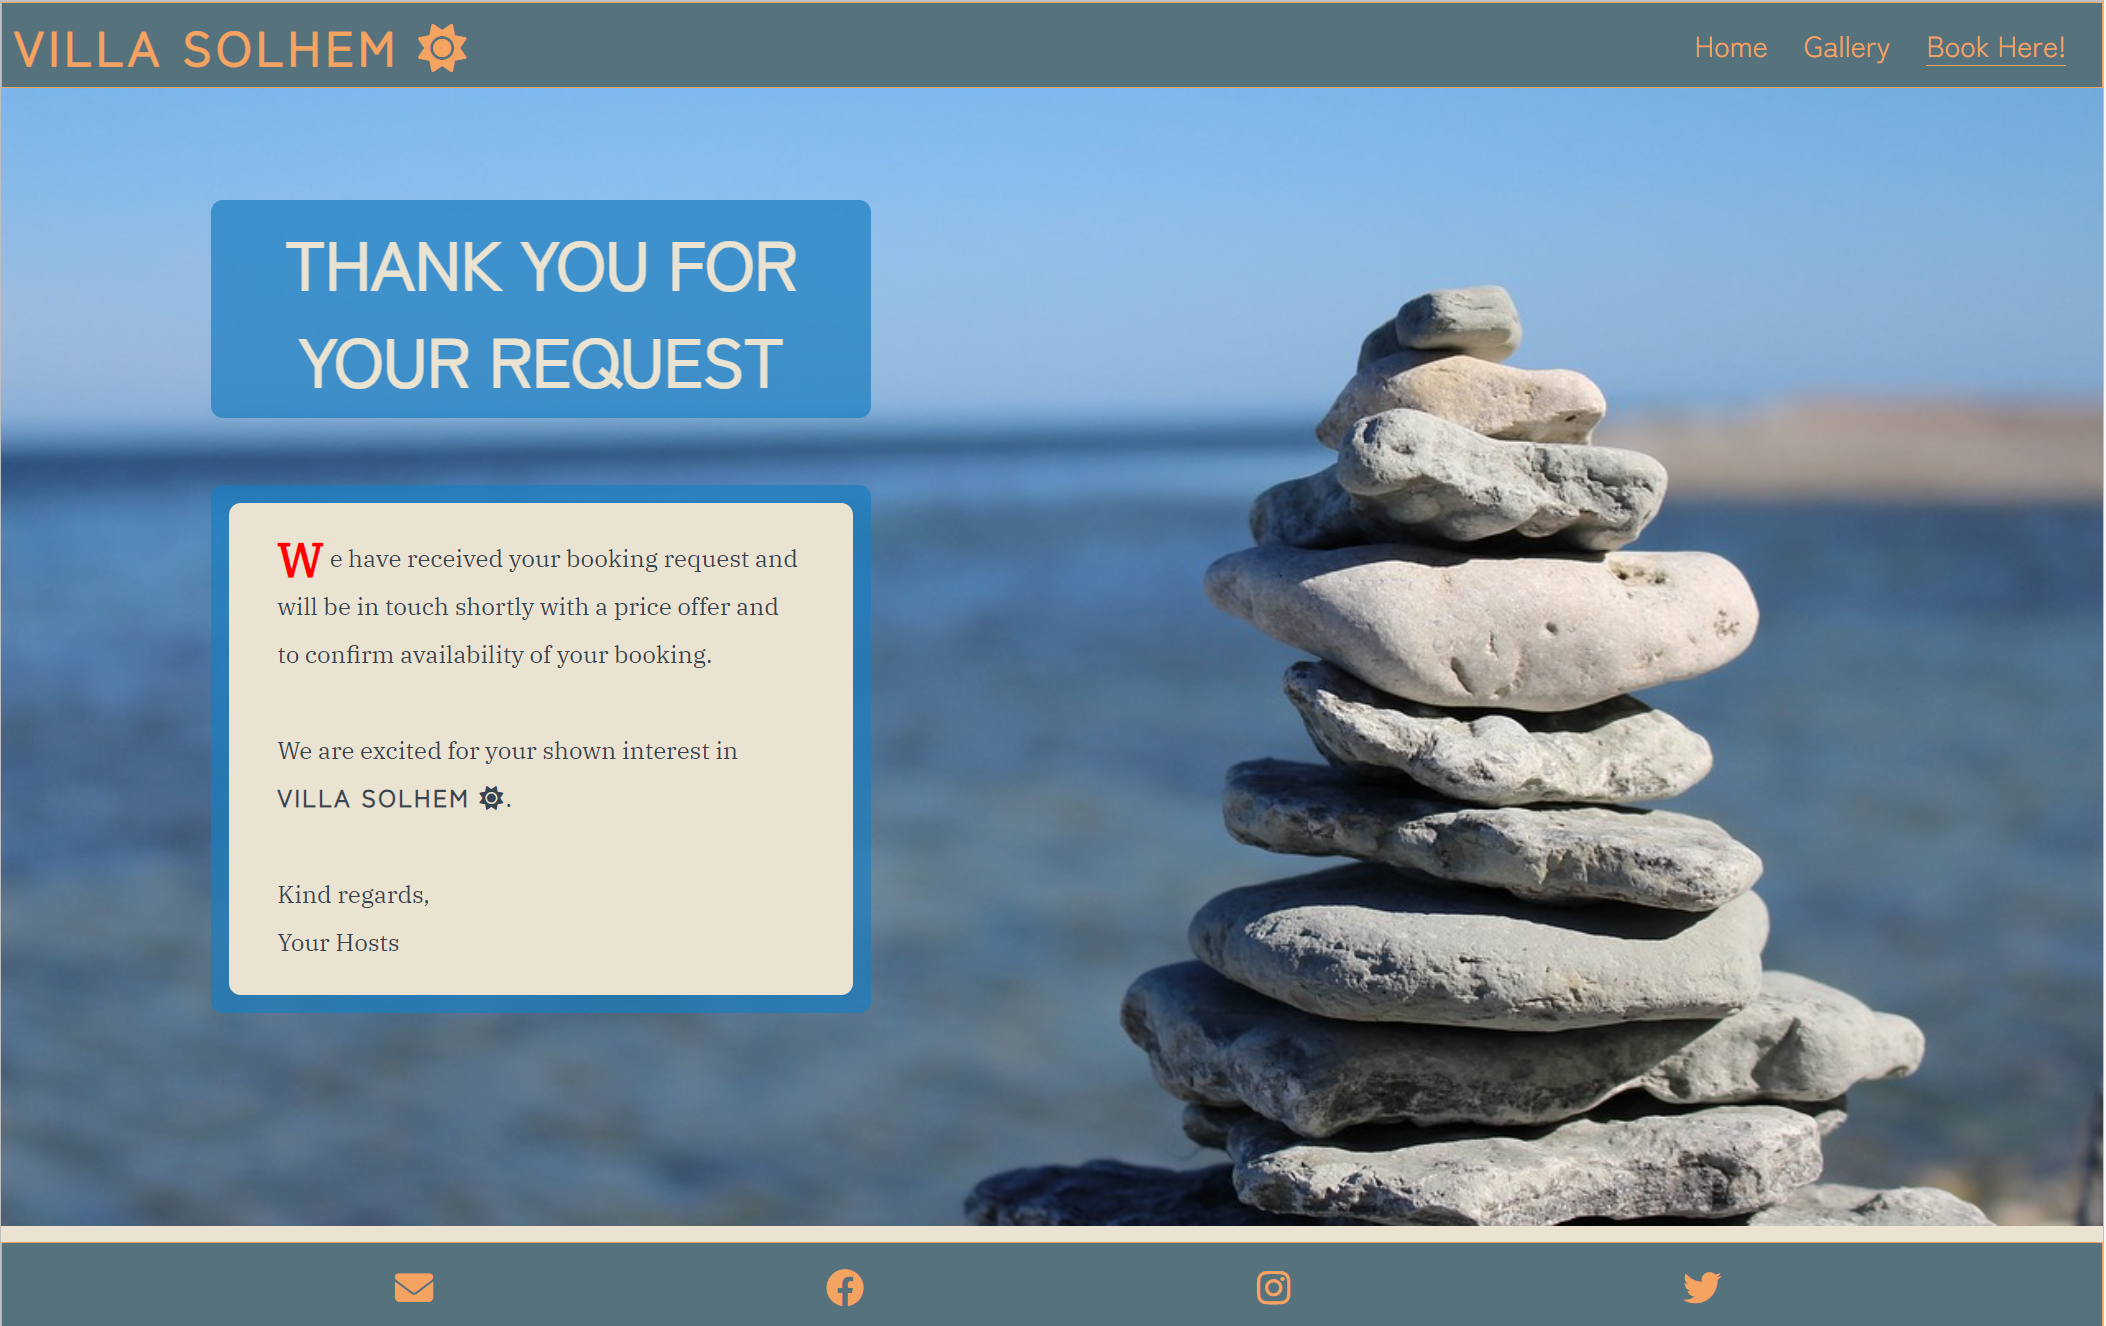 VILLA SOLHEM
Home Gallery Book Here!
THANK YOU FOR
YOUR REQUEST
We have received your booking request and
will be in touch shortly with a price offer and
to confirm availability of your booking.
We are excited for your shown interest in
VILLA SOLHEM .
Kind regards,
Your Hosts